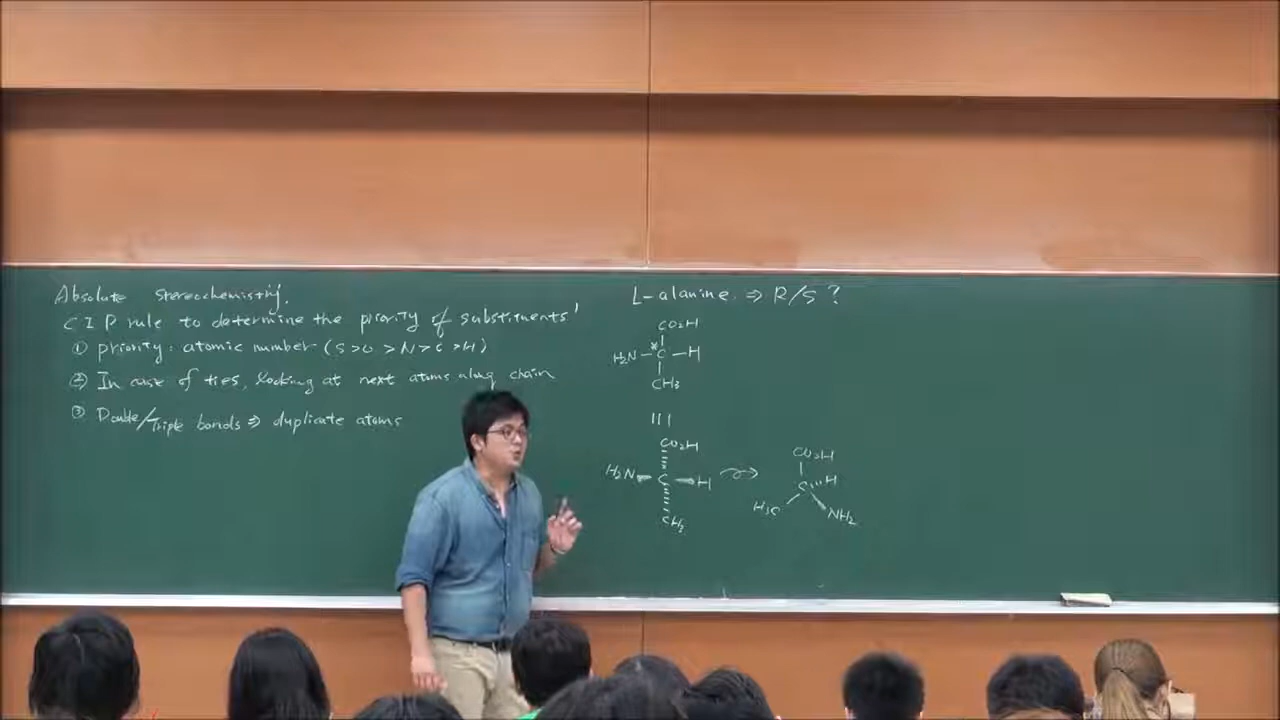 Absolute stereochemistry.
CIP rule to determine the priority of substituents'
① priority: atomic number (S>O>N>C>H)
② In case of ties, looking at next atoms along chain
③ Double/Triple bonds ⇒ duplicate atoms
L-alanine ⇒ R/S ?
CO2H
H2N-*C-H
CH3
|||
CO2H
H2N C H
CH3
CO2H
C H
H3C
NH2